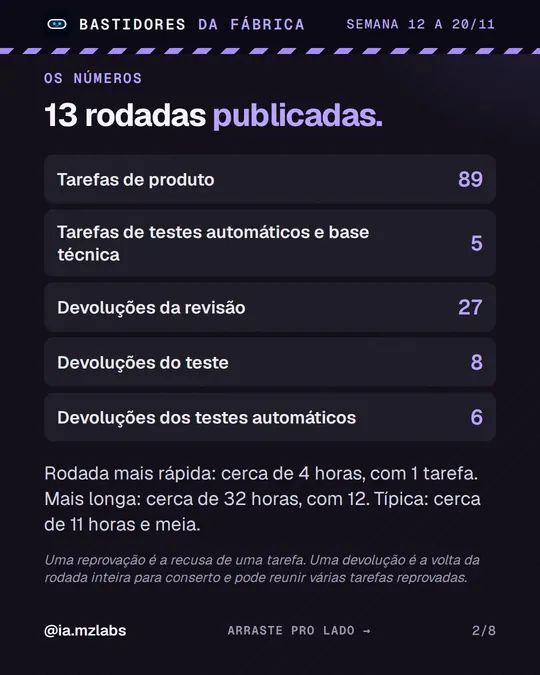 BASTIDORES DA FÁBRICA
SEMANA 12 A 20/11
OS NÚMEROS
13 rodadas publicadas.
Tarefas de produto
89
Tarefas de testes automáticos e base
técnica
5
Devoluções da revisão
27
Devoluções do teste
8
Devoluções dos testes automáticos
6
Rodada mais rápida: cerca de 4 horas, com 1 tarefa.
Mais longa: cerca de 32 horas, com 12. Típica: cerca
de 11 horas e meia.
Uma reprovação é a recusa de uma tarefa. Uma devolução é a volta da
rodada inteira para conserto e pode reunir várias tarefas reprovadas.
@ia.mzlabs
ARRASTE PRO LADO →
2/8